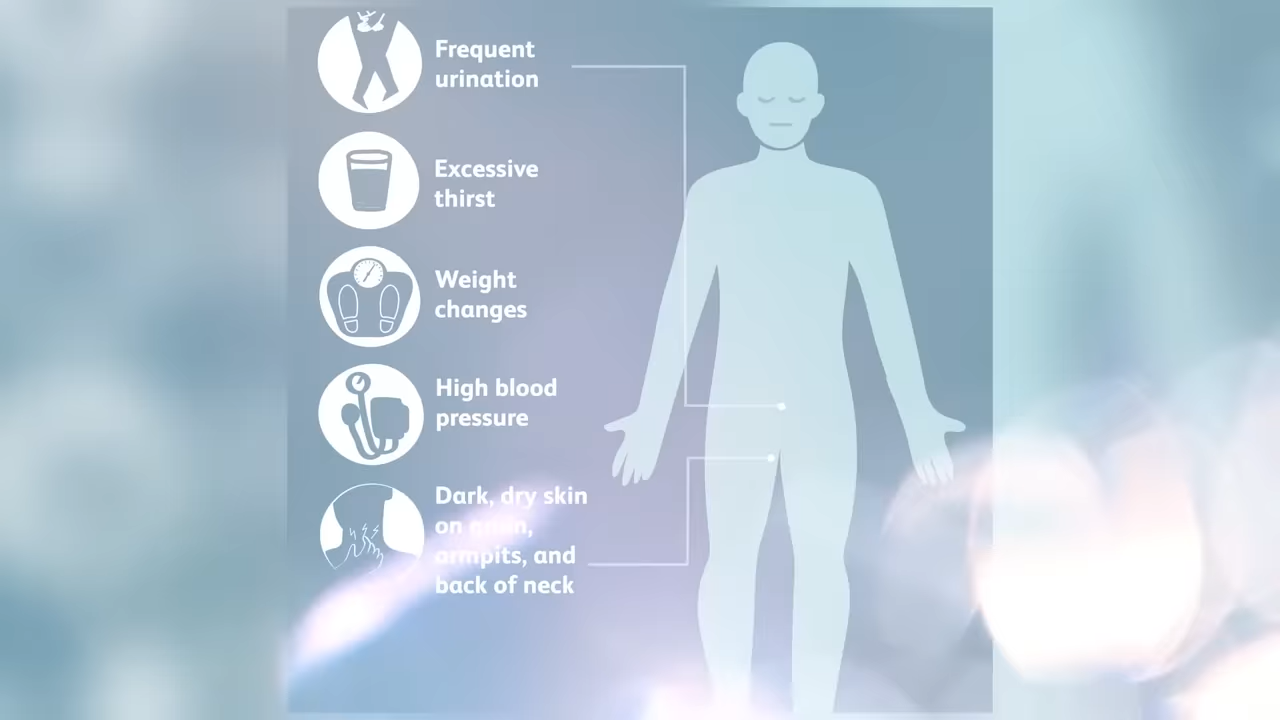 Frequent
urination
Excessive
thirst
Weight
changes
High blood
pressure
Dark, dry skin
on groin,
armpits, and
back of neck